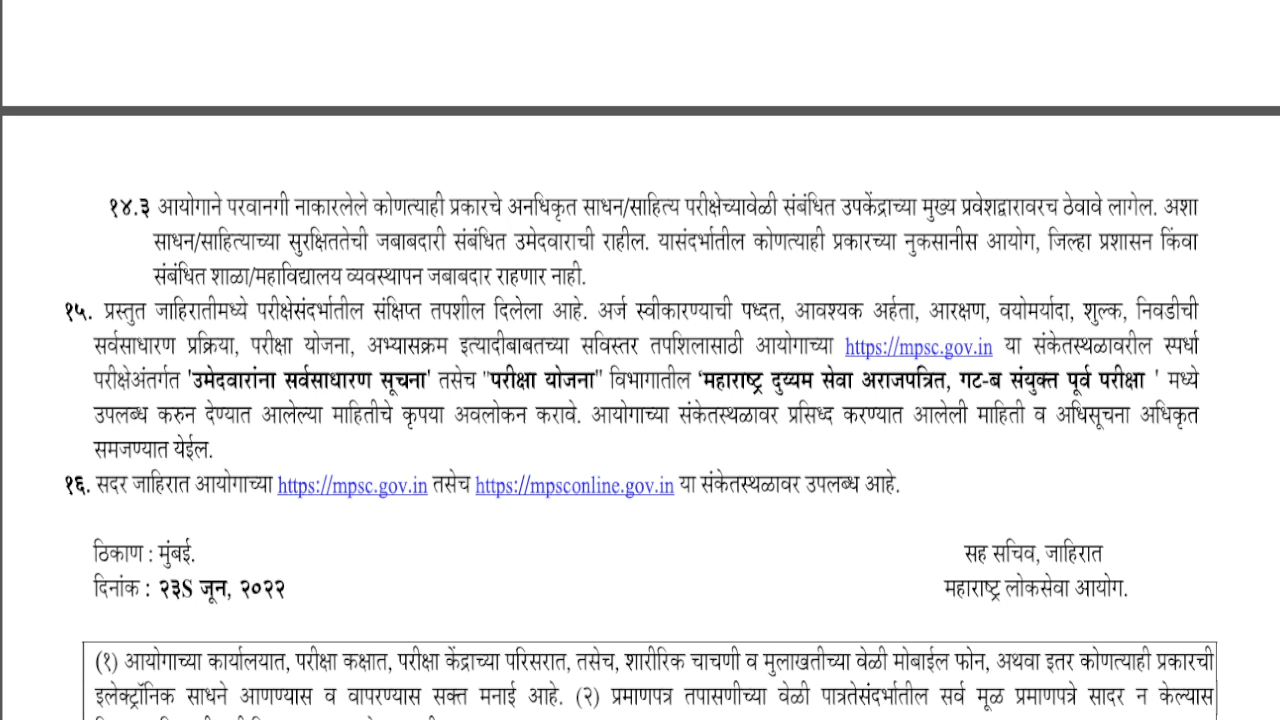 १४.३ आयोगाने परवानगी नाकारलेले कोणत्याही प्रकारचे अनधिकृत साधन/साहित्य परीक्षेच्यावेळी संबंधित उपकेंद्राच्या मुख्य प्रवेशद्वारावरच ठेवावे लागेल. अशा
साधन/साहित्याच्या सुरक्षिततेची जबाबदारी संबंधित उमेदवाराची राहील. यासंदर्भातील कोणत्याही प्रकारच्या नुकसानीस आयोग, जिल्हा प्रशासन किंवा
संबंधित शाळा/महाविद्यालय व्यवस्थापन जबाबदार राहणार नाही.
१५. प्रस्तुत जाहिरातीमध्ये परीक्षेसंदर्भातील संक्षिप्त तपशील दिलेला आहे. अर्ज स्वीकारण्याची पध्दत, आवश्यक अर्हता, आरक्षण, वयोमर्यादा, शुल्क, निवडीची
सर्वसाधारण प्रक्रिया, परीक्षा योजना, अभ्यासक्रम इत्यादीबाबतच्या सविस्तर तपशिलासाठी आयोगाच्या https://mpsc.gov.in या संकेतस्थळावरील स्पर्धा
परीक्षेअंतर्गत 'उमेदवारांना सर्वसाधारण सूचना' तसेच "परीक्षा योजना" विभागातील ‘महाराष्ट्र दुय्यम सेवा अराजपत्रित, गट-ब संयुक्त पूर्व परीक्षा ' मध्ये
उपलब्ध करुन देण्यात आलेल्या माहितीचे कृपया अवलोकन करावे. आयोगाच्या संकेतस्थळावर प्रसिध्द करण्यात आलेली माहिती व अधिसूचना अधिकृत
समजण्यात येईल.
१६. सदर जाहिरात आयोगाच्या https://mpsc.gov.in तसेच https://mpsconline.gov.in या संकेतस्थळावर उपलब्ध आहे.
ठिकाण : मुंबई. सह सचिव, जाहिरात
दिनांक : २३S जून, २०२२ महाराष्ट्र लोकसेवा आयोग.
(१) आयोगाच्या कार्यालयात, परीक्षा कक्षात, परीक्षा केंद्राच्या परिसरात, तसेच, शारीरिक चाचणी व मुलाखतीच्या वेळी मोबाईल फोन, अथवा इतर कोणत्याही प्रकारची
इलेक्ट्रॉनिक साधने आणण्यास व वापरण्यास सक्त मनाई आहे. (२) प्रमाणपत्र तपासणीच्या वेळी पात्रतेसंदर्भातील सर्व मूळ प्रमाणपत्रे सादर न केल्यास